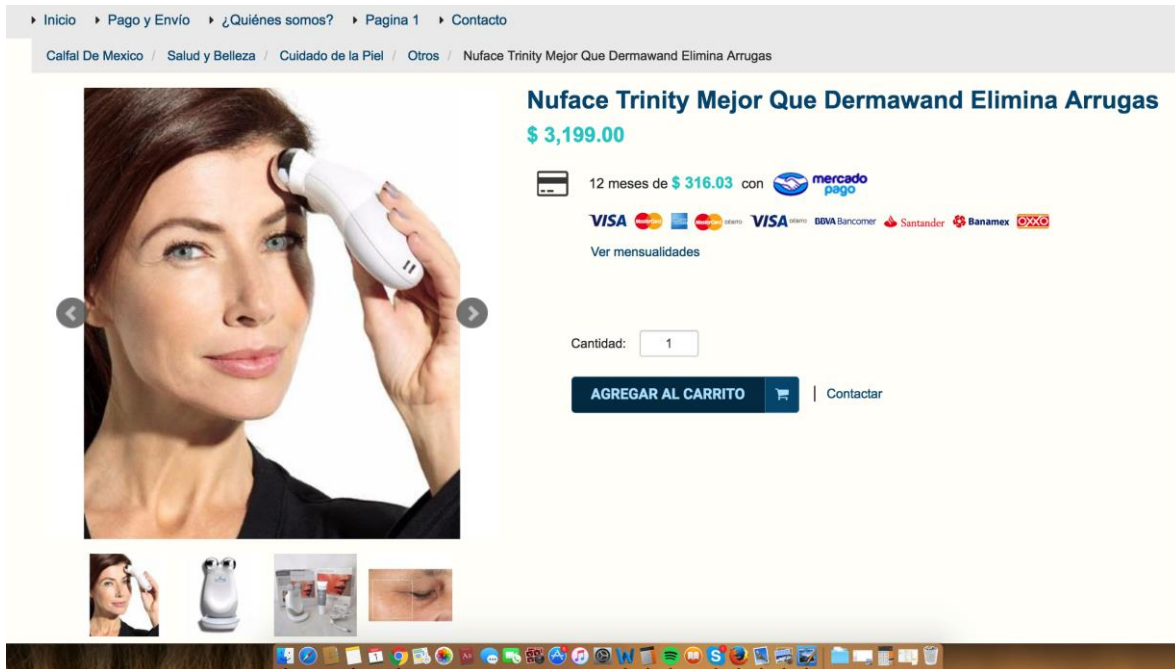 Inicio Pago y Envío ¿Quiénes somos? Pagina 1 Contacto
Calfal De Mexico / Salud y Belleza / Cuidado de la Piel / Otros / Nuface Trinity Mejor Que Dermawand Elimina Arrugas
Nuface Trinity Mejor Que Dermawand Elimina Arrugas
$ 3,199.00
12 meses de $ 316.03 con mercado pago
VISA MasterCard VISA BBVA Bancomer Santander Banamex OXXO
Ver mensualidades
Cantidad: 1
AGREGAR AL CARRITO | Contactar